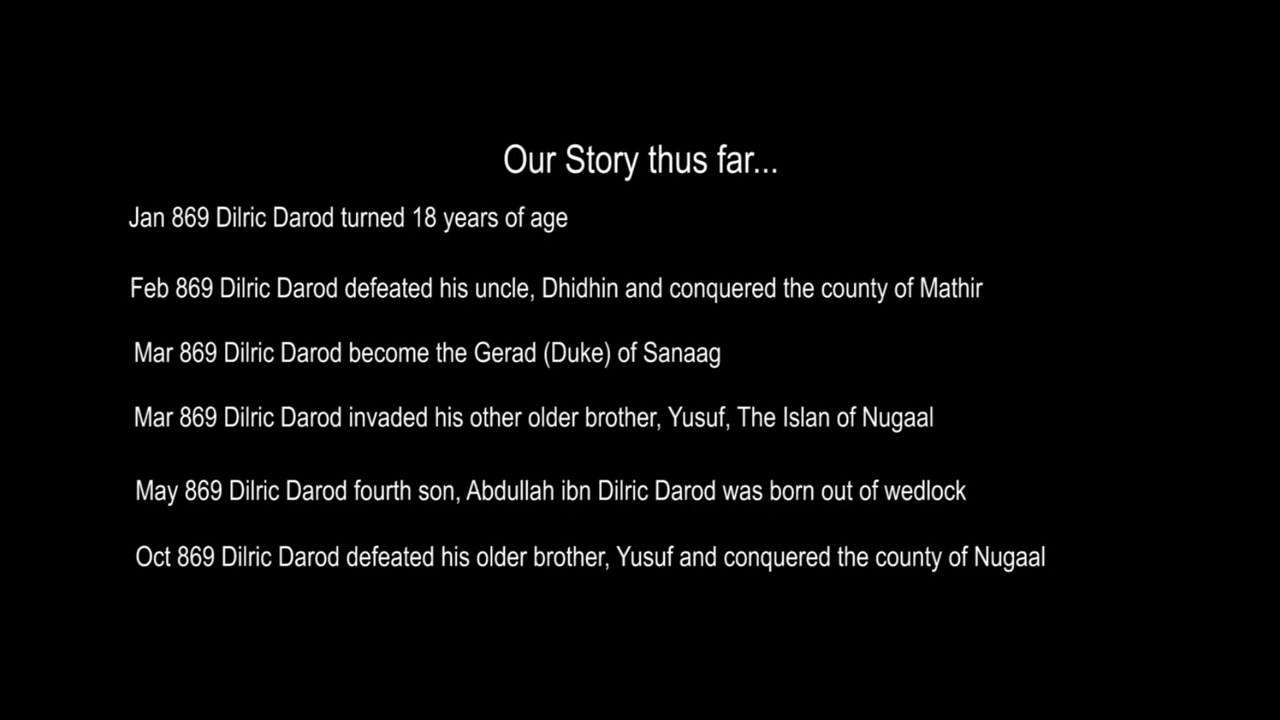 Our Story thus far...
Jan 869 Dilric Darod turned 18 years of age
Feb 869 Dilric Darod defeated his uncle, Dhidhin and conquered the county of Mathir
Mar 869 Dilric Darod become the Gerad (Duke) of Sanaag
Mar 869 Dilric Darod invaded his other older brother, Yusuf, The Islan of Nugaal
May 869 Dilric Darod fourth son, Abdullah ibn Dilric Darod was born out of wedlock
Oct 869 Dilric Darod defeated his older brother, Yusuf and conquered the county of Nugaal